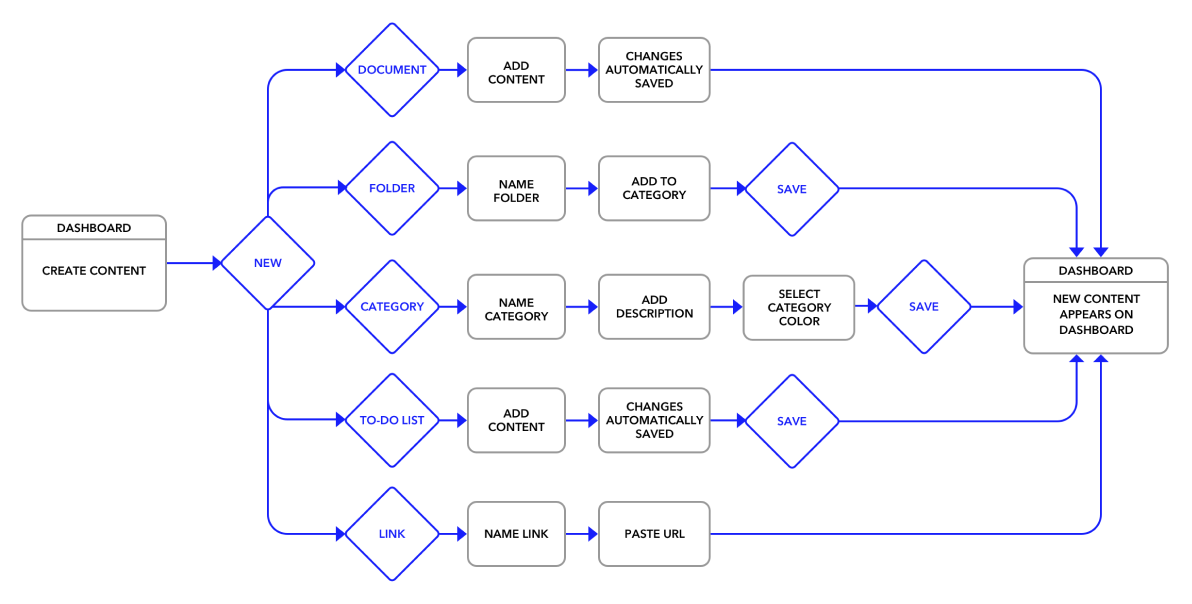 DOCUMENT
ADD
CONTENT
CHANGES
AUTOMATICALLY
SAVED
FOLDER
NAME
FOLDER
ADD TO
CATEGORY
SAVE
DASHBOARD
CREATE CONTENT
NEW
CATEGORY
NAME
CATEGORY
ADD
DESCRIPTION
SELECT
CATEGORY
COLOR
SAVE
DASHBOARD
NEW CONTENT
APPEARS ON
DASHBOARD
TO-DO LIST
ADD
CONTENT
CHANGES
AUTOMATICALLY
SAVED
SAVE
LINK
NAME LINK
PASTE URL